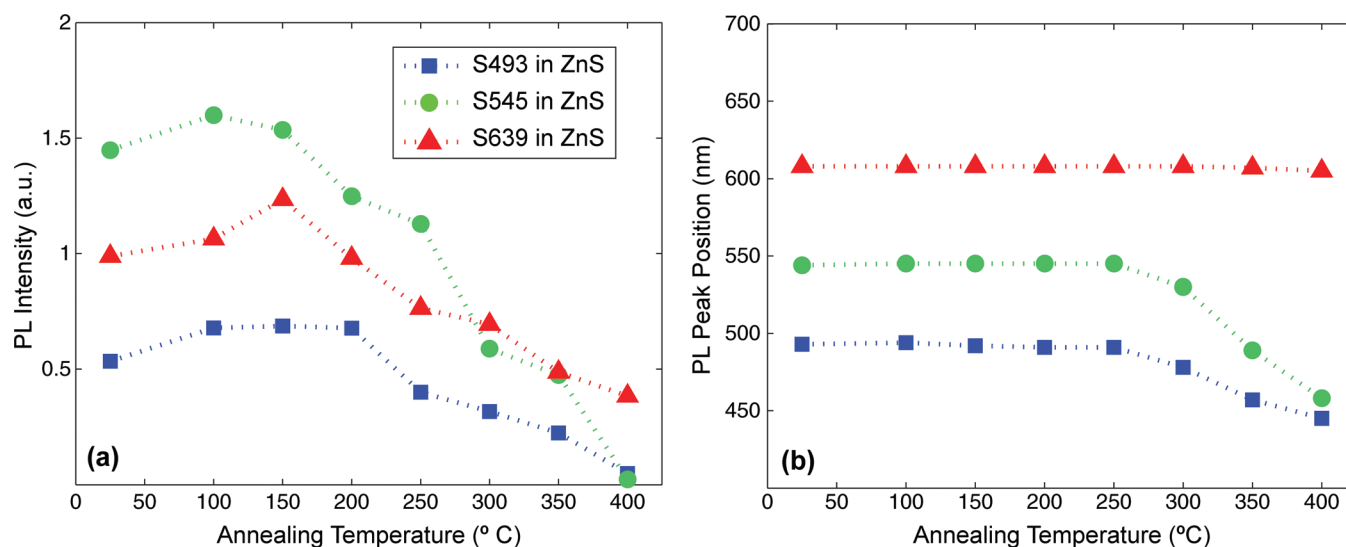 2
1.5
1
0.5
PL Intensity (a.u.)
S493 in ZnS
S545 in ZnS
S639 in ZnS
(a)
0 50 100 150 200 250 300 350 400
Annealing Temperature (º C)
700
650
600
550
500
450
PL Peak Position (nm)
(b)
0 50 100 150 200 250 300 350 400
Annealing Temperature (ºC)